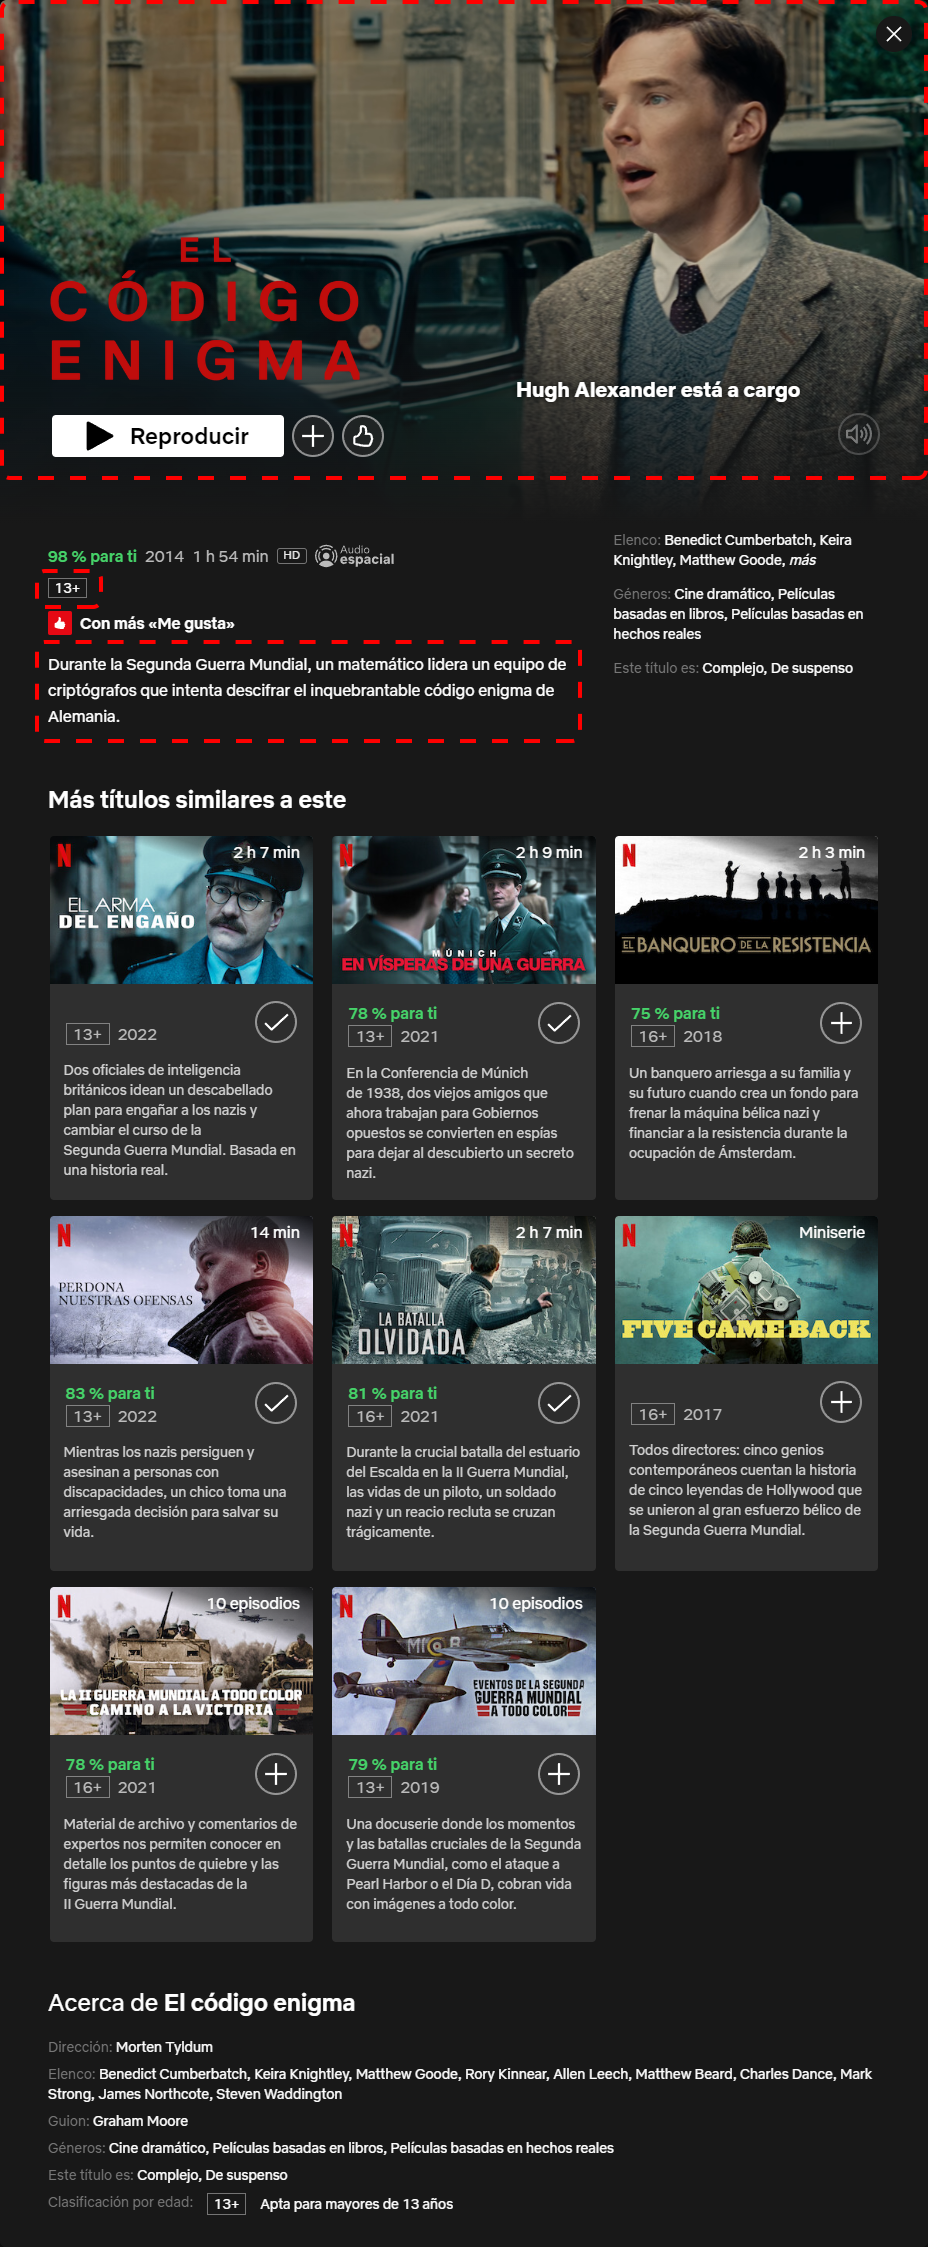 EL
CÓDIGO
ENIGMA
Hugh Alexander está a cargo
Reproducir
98 % para ti 2014 1 h 54 min HD Audio espacial
13+
Con más «Me gusta»
Durante la Segunda Guerra Mundial, un matemático lidera un equipo de
criptógrafos que intenta descifrar el inquebrantable código enigma de
Alemania.
Elenco: Benedict Cumberbatch, Keira
Knightley, Matthew Goode, más
Géneros: Cine dramático, Películas
basadas en libros, Películas basadas en
hechos reales
Este título es: Complejo, De suspenso
Más títulos similares a este
N
2 h 7 min
EL ARMA
DEL ENGAÑO
13+ 2022
Dos oficiales de inteligencia
británicos idean un descabellado
plan para engañar a los nazis y
cambiar el curso de la
Segunda Guerra Mundial. Basada en
una historia real.
N
2 h 9 min
MÚNICH
EN VÍSPERAS DE UNA GUERRA
78 % para ti
13+ 2021
En la Conferencia de Múnich
de 1938, dos viejos amigos que
ahora trabajan para Gobiernos
opuestos se convierten en espías
para dejar al descubierto un secreto
nazi.
N
2 h 3 min
EL BANQUERO DE LA RESISTENCIA
75 % para ti
16+ 2018
Un banquero arriesga a su familia y
su futuro cuando crea un fondo para
frenar la máquina bélica nazi y
financiar a la resistencia durante la
ocupación de Ámsterdam.
N
14 min
PERDONA
NUESTRAS OFENSAS
83 % para ti
13+ 2022
Mientras los nazis persiguen y
asesinan a personas con
discapacidades, un chico toma una
arriesgada decisión para salvar su
vida.
N
2 h 7 min
LA BATALLA
OLVIDADA
81 % para ti
16+ 2021
Durante la crucial batalla del estuario
del Escalda en la II Guerra Mundial,
las vidas de un piloto, un soldado
nazi y un reacio recluta se cruzan
trágicamente.
N
Miniserie
FIVE CAME BACK
16+ 2017
Todos directores: cinco genios
contemporáneos cuentan la historia
de cinco leyendas de Hollywood que
se unieron al gran esfuerzo bélico de
la Segunda Guerra Mundial.
N
10 episodios
LA II GUERRA MUNDIAL A TODO COLOR
CAMINO A LA VICTORIA
78 % para ti
16+ 2021
Material de archivo y comentarios de
expertos nos permiten conocer en
detalle los puntos de quiebre y las
figuras más destacadas de la
II Guerra Mundial.
N
10 episodios
EVENTOS DE LA SEGUNDA
GUERRA MUNDIAL
A TODO COLOR
79 % para ti
13+ 2019
Una docuserie donde los momentos
y las batallas cruciales de la Segunda
Guerra Mundial, como el ataque a
Pearl Harbor o el Día D, cobran vida
con imágenes a todo color.
Acerca de El código enigma
Dirección: Morten Tyldum
Elenco: Benedict Cumberbatch, Keira Knightley, Matthew Goode, Rory Kinnear, Allen Leech, Matthew Beard, Charles Dance, Mark
Strong, James Northcote, Steven Waddington
Guion: Graham Moore
Géneros: Cine dramático, Películas basadas en libros, Películas basadas en hechos reales
Este título es: Complejo, De suspenso
Clasificación por edad: 13+ Apta para mayores de 13 años